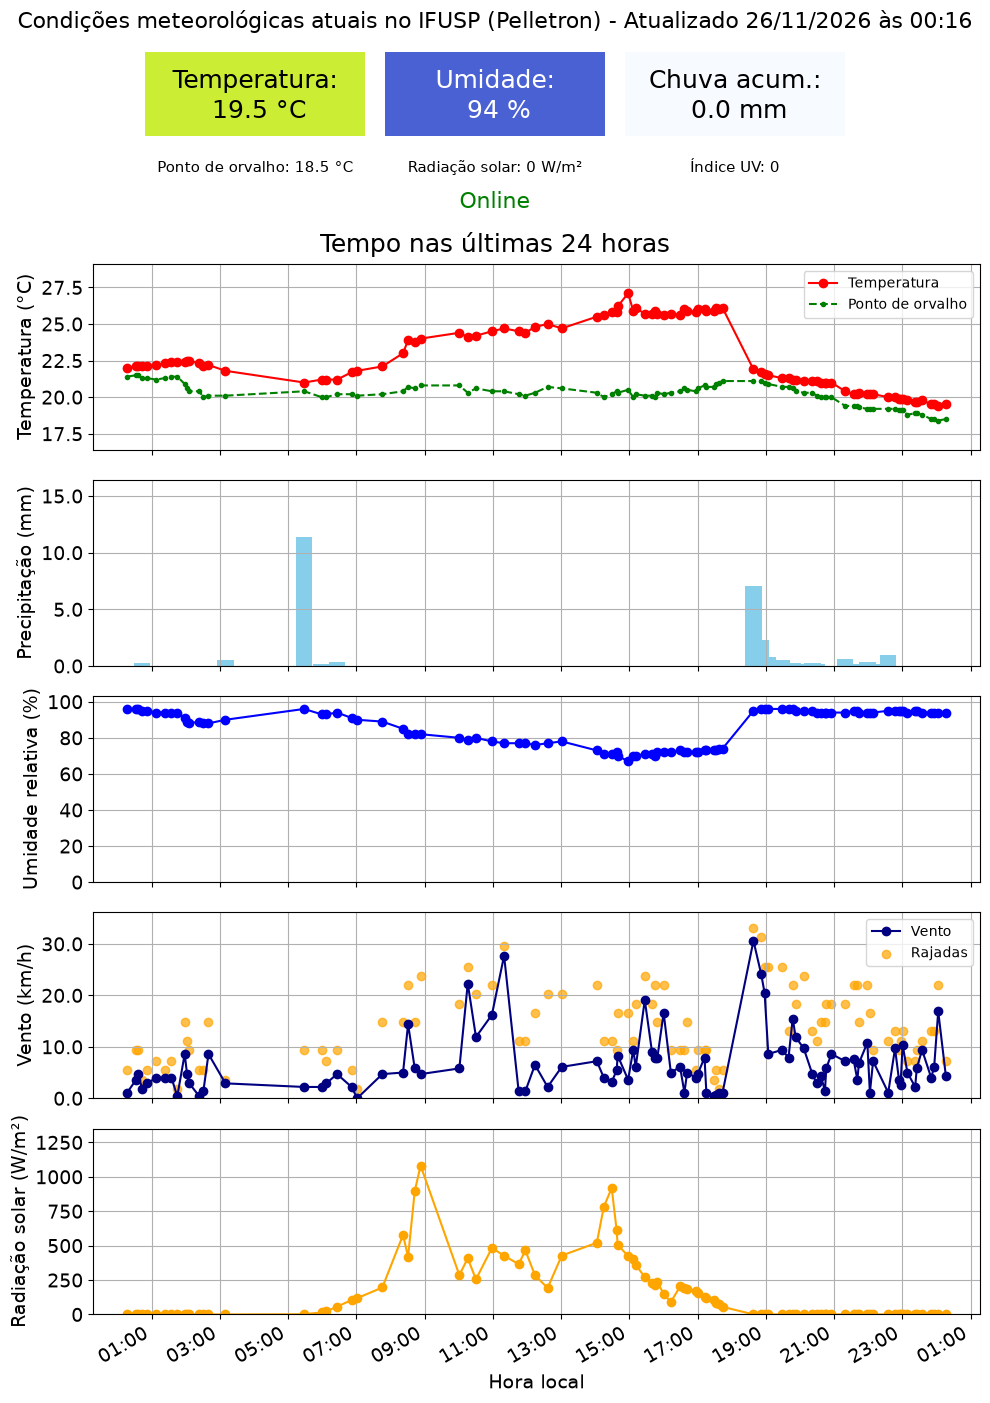 Condições meteorológicas atuais no IFUSP (Pelletron) - Atualizado 26/11/2026 às 00:16
Temperatura:
19.5 °C
Umidade:
94 %
Chuva acum.:
0.0 mm
Ponto de orvalho: 18.5 °C
Radiação solar: 0 W/m²
Índice UV: 0
Online
Tempo nas últimas 24 horas
Temperatura (°C)
27.5
25.0
22.5
20.0
17.5
Temperatura
Ponto de orvalho
Precipitação (mm)
15.0
10.0
5.0
0.0
Umidade relativa (%)
100
80
60
40
20
0
Vento (km/h)
30.0
20.0
10.0
0.0
Vento
Rajadas
Radiação solar (W/m²)
1250
1000
750
500
250
0
01:00 03:00 05:00 07:00 09:00 11:00 13:00 15:00 17:00 19:00 21:00 23:00 01:00
Hora local